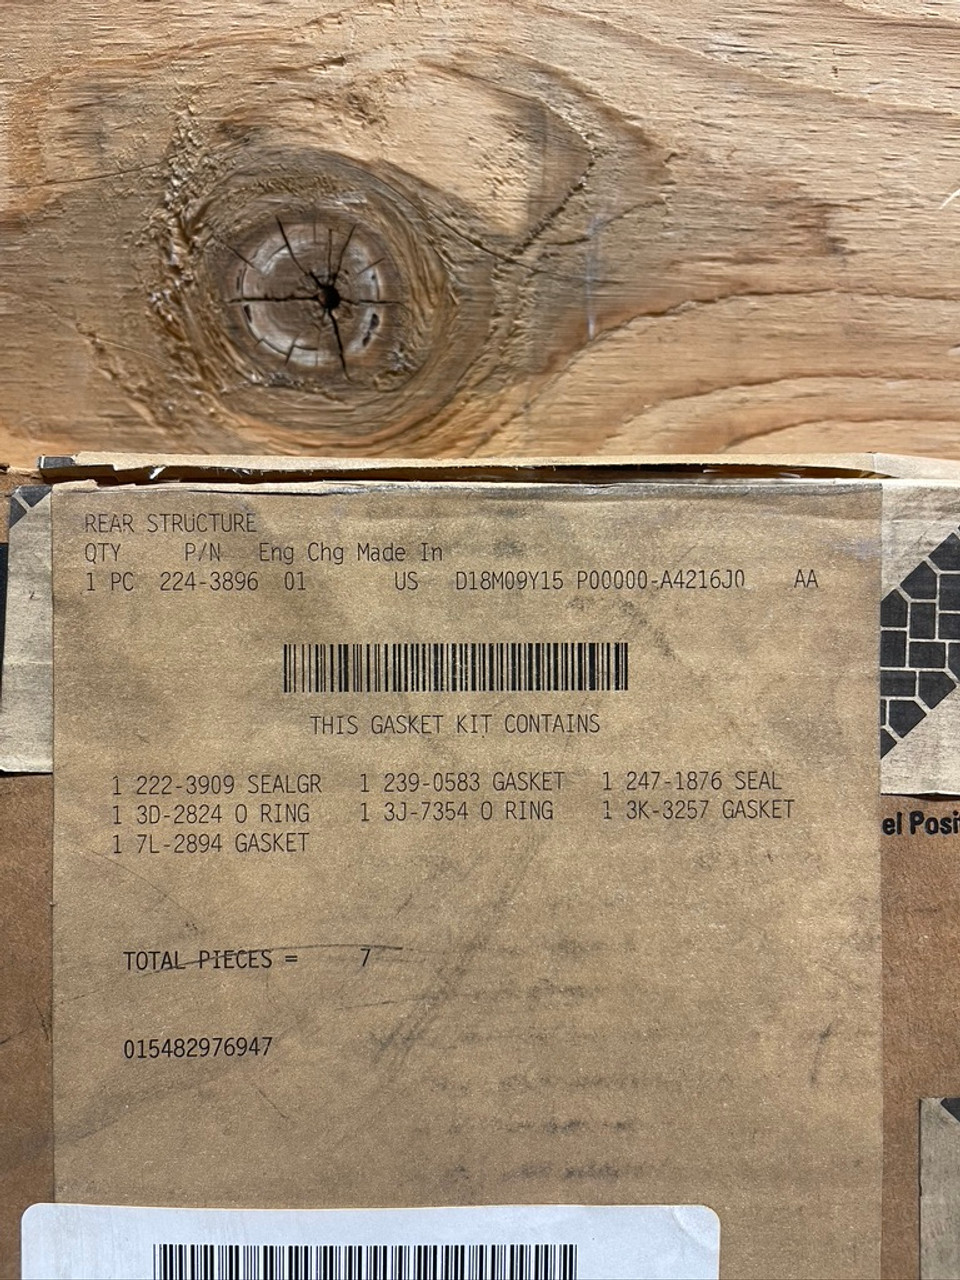 REAR STRUCTURE
QTY P/N Eng Chg Made In
1 PC 224-3896 01 US D18M09Y15 P00000-A4216J0 AA
THIS GASKET KIT CONTAINS
1 222-3909 SEALGR 1 239-0583 GASKET 1 247-1876 SEAL
1 3D-2824 O RING 1 3J-7354 O RING 1 3K-3257 GASKET
1 7L-2894 GASKET
el Posit
TOTAL PIECES = 7
015482976947